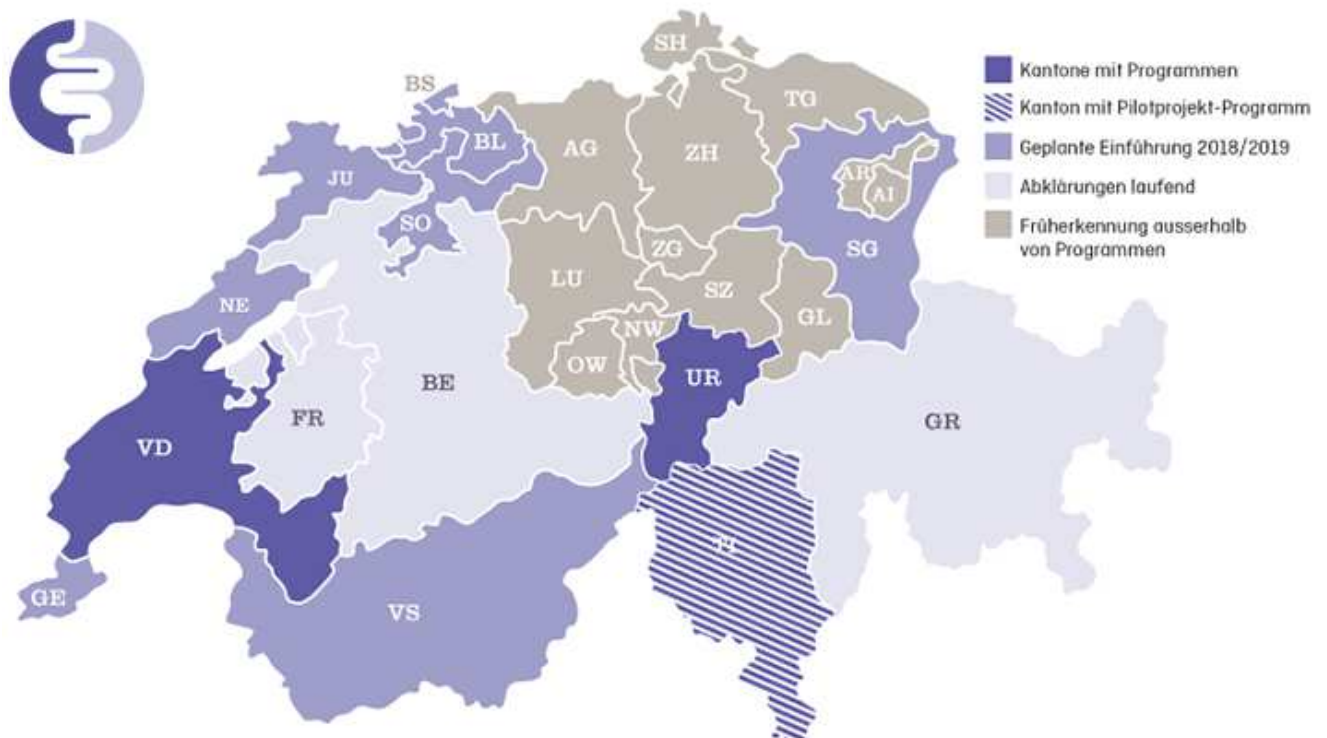 SH
Kantone mit Programmen
BS
TG
Kanton mit Pilotprojekt-Programm
BL
AG
ZH
Geplante Einführung 2018/2019
JU
AR
AI
Abklärungen laufend
SO
ZG
SG
Früherkennung ausserhalb
von Programmen
LU
SZ
NE
NW
GL
OW
UR
BE
FR
GR
VD
TI
GE
VS